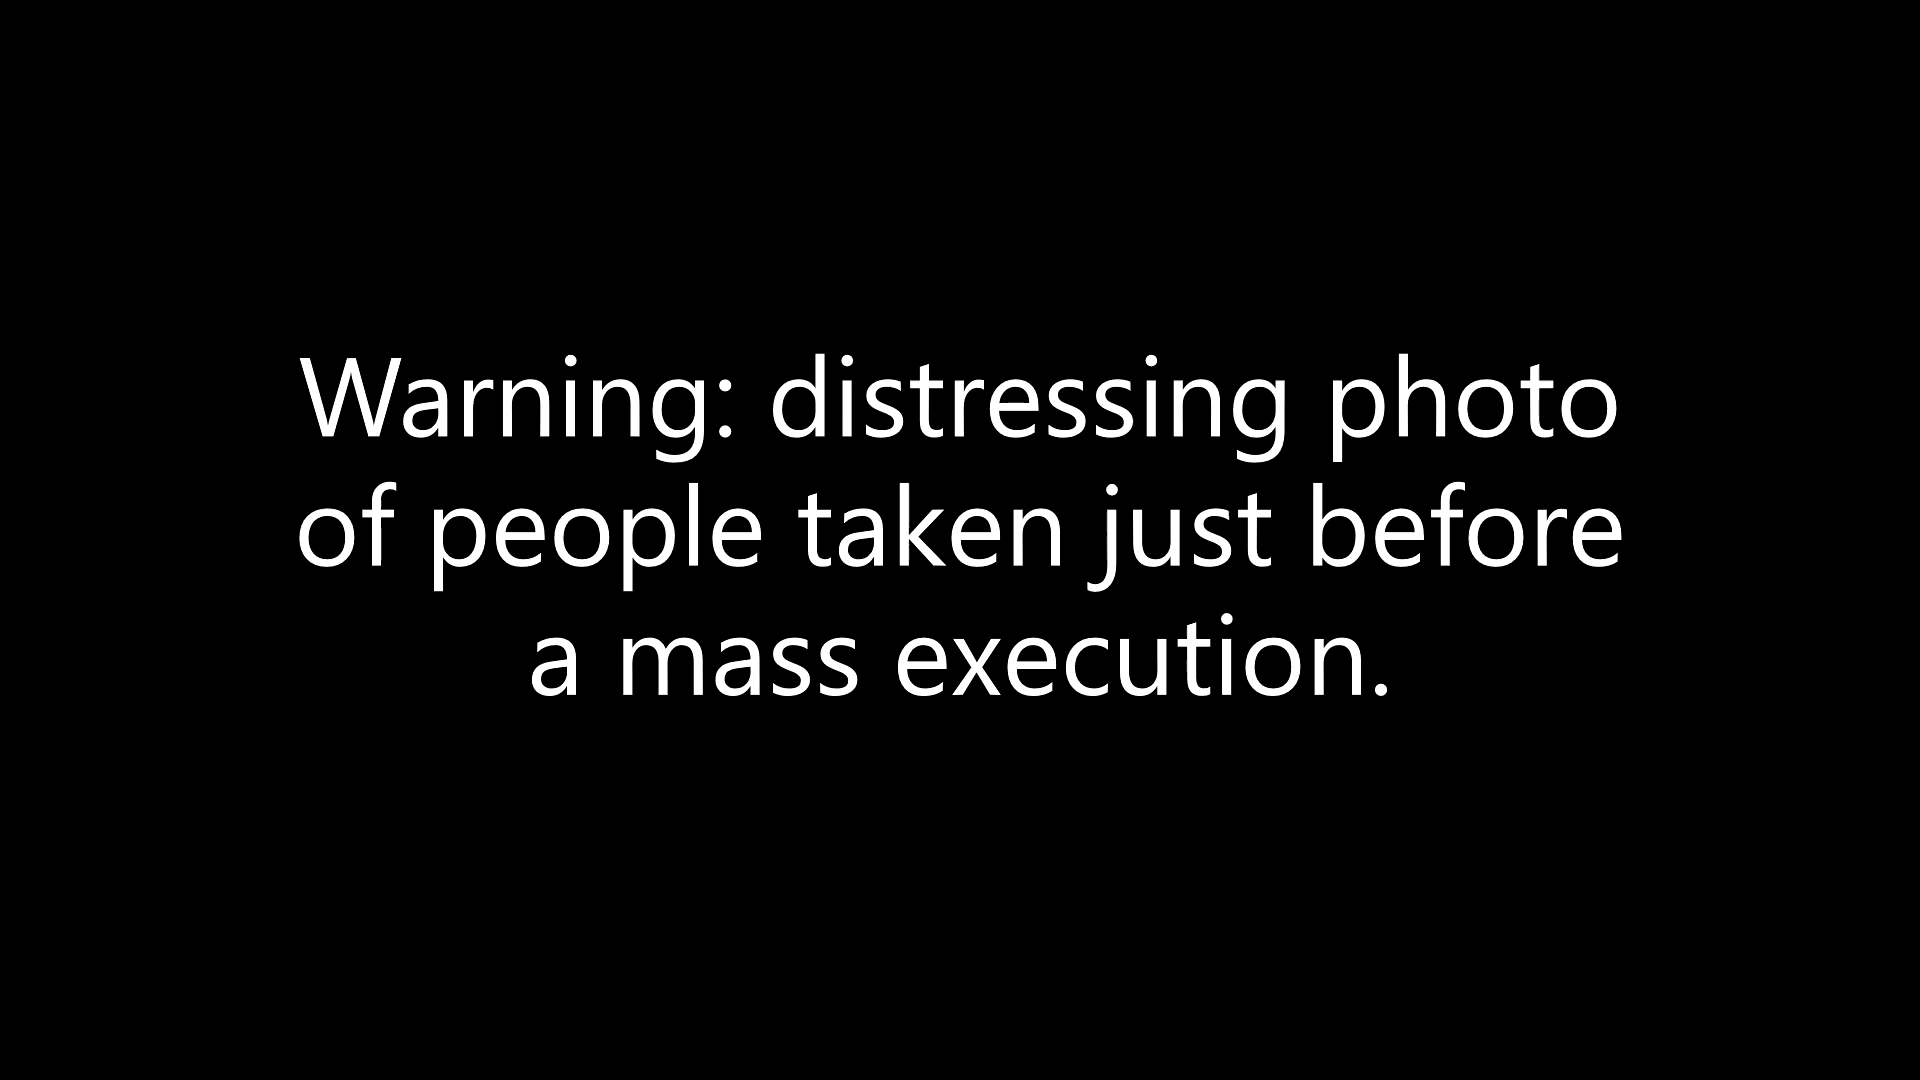 Warning: distressing photo
of people taken just before
a mass execution.